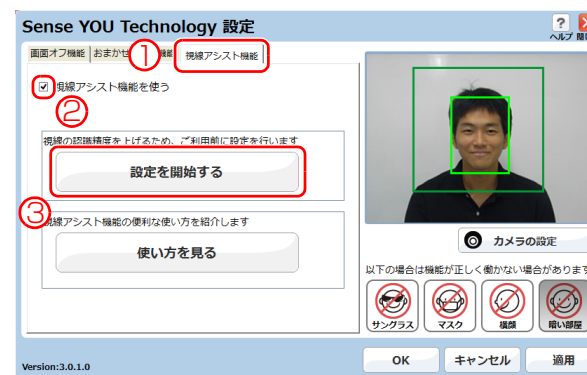 Sense YOU Technology 設定
ヘルプ 閉じ
画面オフ機能 おまかせ 機能 視線アシスト機能
①
視線アシスト機能を使う
②
視線の認識精度を上げるため、ご利用前に設定を行います
設定を開始する
③
視線アシスト機能の便利な使い方を紹介します
使い方を見る
カメラの設定
以下の場合は機能が正しく働かない場合があります
サングラス マスク 横顔 暗い部屋
OK キャンセル 適用
Version:3.0.1.0